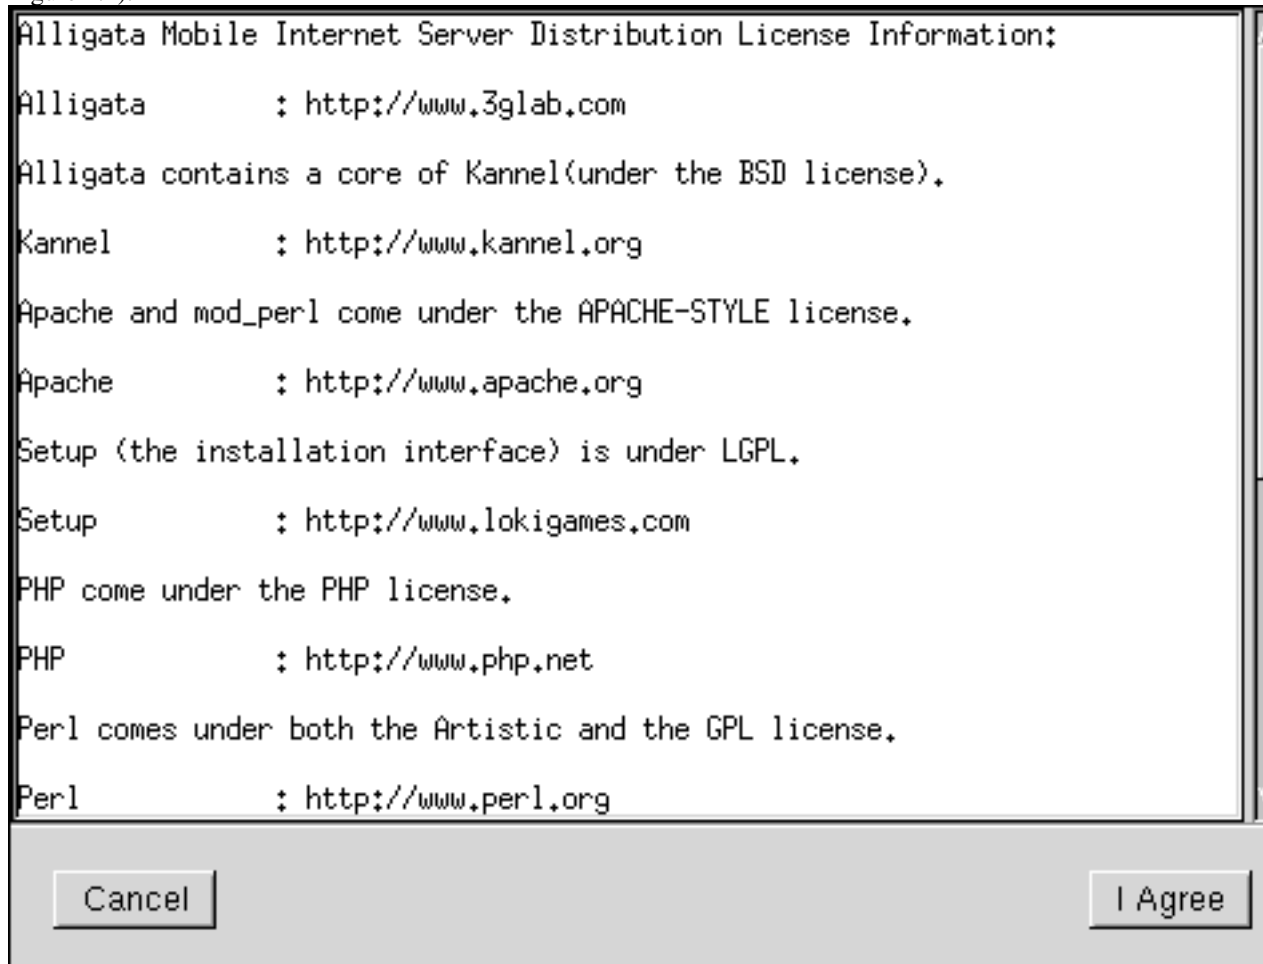 Alligata Mobile Internet Server Distribution License Information:
Alligata : http://www.3glab.com
Alligata contains a core of Kannel(under the BSD license).
Kannel : http://www.kannel.org
Apache and mod_perl come under the APACHE-STYLE license.
Apache : http://www.apache.org
Setup (the installation interface) is under LGPL.
Setup : http://www.lokigames.com
PHP come under the PHP license.
PHP : http://www.php.net
Perl comes under both the Artistic and the GPL license.
Perl : http://www.perl.org
Cancel
I Agree